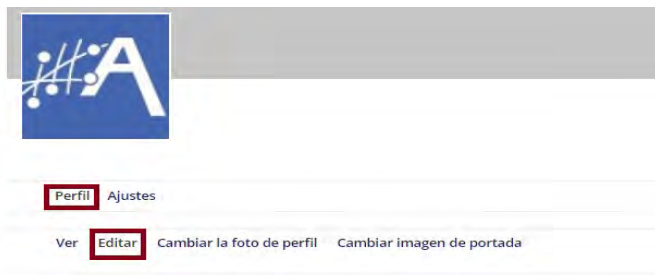 #A
Perfil Ajustes
Ver Editar Cambiar la foto de perfil Cambiar imagen de portada